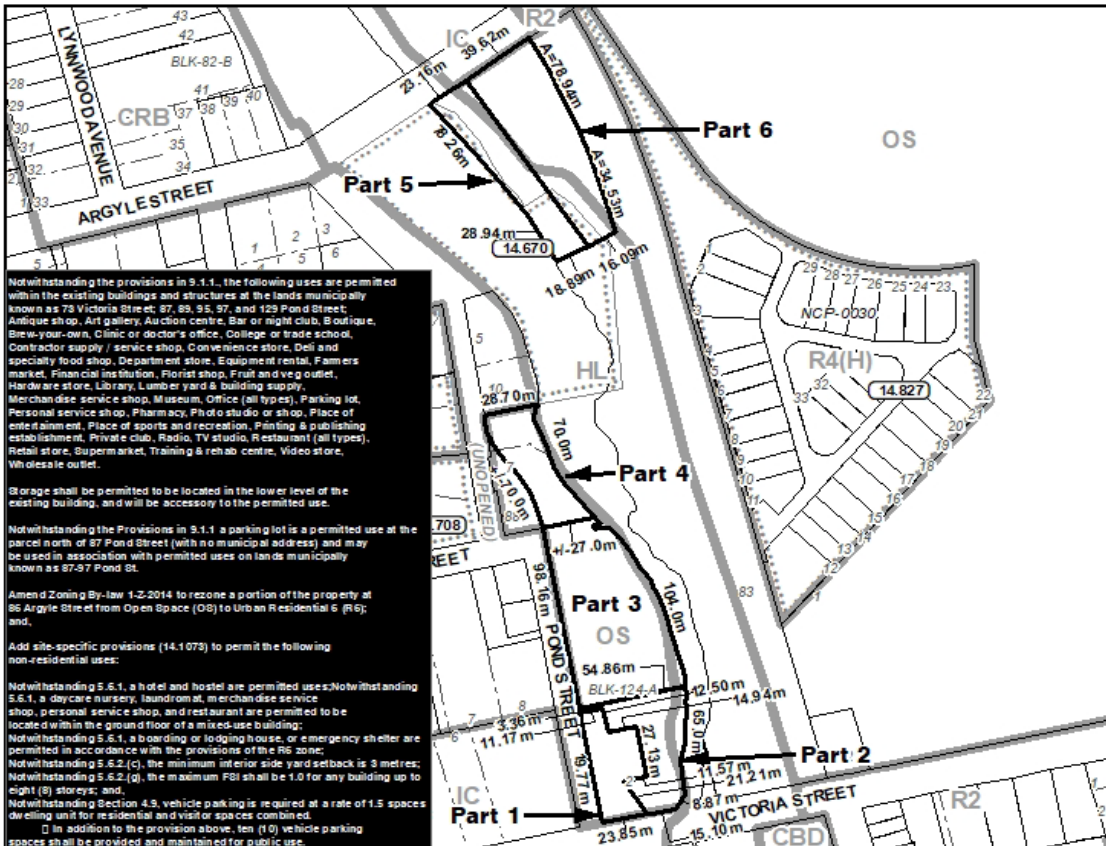 43
42
BLK-82-B
LYNNWOOD AVENUE
CRB
41
40
39
38
37
35
34
28
29
30
31
32
33
1
ARGYLE STREET
IC
R2
39.62m
23.16m
A=78.94m
Part 6
OS
78.26m
Part 5
A=34.53m
28.94m
14.670
18.89m
16.09m
1
2
3
4
5
6
5
5
10
HL
28.70m
70.0m
Part 4
(UNOPENED)
7
+/-70.0m
88
.708
EET
+/-27.0m
98.16m
POND STREET
Part 3
104.0m
OS
54.86m
BLK-124-A
12.50m
14.94m
8
3.36m
7
6
11.17m
65.0m
27.13m
19.77m
2
Part 2
11.57m
21.21m
8.87m
VICTORIA STREET
IC
Part 1
23.85m
15.10m
CBD
R2
83
1
2
3
4
5
6
7
8
9
10
11
29
28
27
26
25
24
23
NCP-0030
R4(H)
32
33
14.827
22
21
20
19
18
17
16
15
14
13
12
1
Notwithstanding the provisions in 9.1.1., the following uses are permitted
within the existing buildings and structures at the lands municipally
known as 73 Victoria Street; 87, 89, 95, 97, and 129 Pond Street;
Antique shop, Art gallery, Auction centre, Bar or night club, Boutique,
Brew-your-own, Clinic or doctor's office, College or trade school,
Contractor supply / service shop, Convenience store, Deli and
specialty food shop, Department store, Equipment rental, Farmers
market, Financial institution, Florist shop, Fruit and veg outlet,
Hardware store, Library, Lumber yard & building supply,
Merchandise service shop, Museum, Office (all types), Parking lot,
Personal service shop, Pharmacy, Photo studio or shop, Place of
entertainment, Place of sports and recreation, Printing & publishing
establishment, Private club, Radio, TV studio, Restaurant (all types),
Retail store, Supermarket, Training & rehab centre, Video store,
Wholesale outlet.
Storage shall be permitted to be located in the lower level of the
existing building, and will be accessory to the permitted use.
Notwithstanding the Provisions in 9.1.1 a parking lot is a permitted use at the
parcel north of 87 Pond Street (with no municipal address) and may
be used in association with permitted uses on lands municipally
known as 87-97 Pond St.
Amend Zoning By-law 1-Z-2014 to rezone a portion of the property at
86 Argyle Street from Open Space (OS) to Urban Residential 6 (R6);
and,
Add site-specific provisions (14.1073) to permit the following
non-residential uses:
Notwithstanding 5.6.1, a hotel and hostel are permitted uses;Notwithstanding
5.6.1, a daycare nursery, laundromat, merchandise service
shop, personal service shop, and restaurant are permitted to be
located within the ground floor of a mixed-use building;
Notwithstanding 5.6.1, a boarding or lodging house, or emergency shelter are
permitted in accordance with the provisions of the R6 zone;
Notwithstanding 5.6.2.(c), the minimum interior side yard setback is 3 metres;
Notwithstanding 5.6.2.(g), the maximum FSI shall be 1.0 for any building up to
eight (8) storeys; and,
Notwithstanding Section 4.9, vehicle parking is required at a rate of 1.5 spaces
dwelling unit for residential and visitor spaces combined.
In addition to the provision above, ten (10) vehicle parking
spaces shall be provided and maintained for public use.